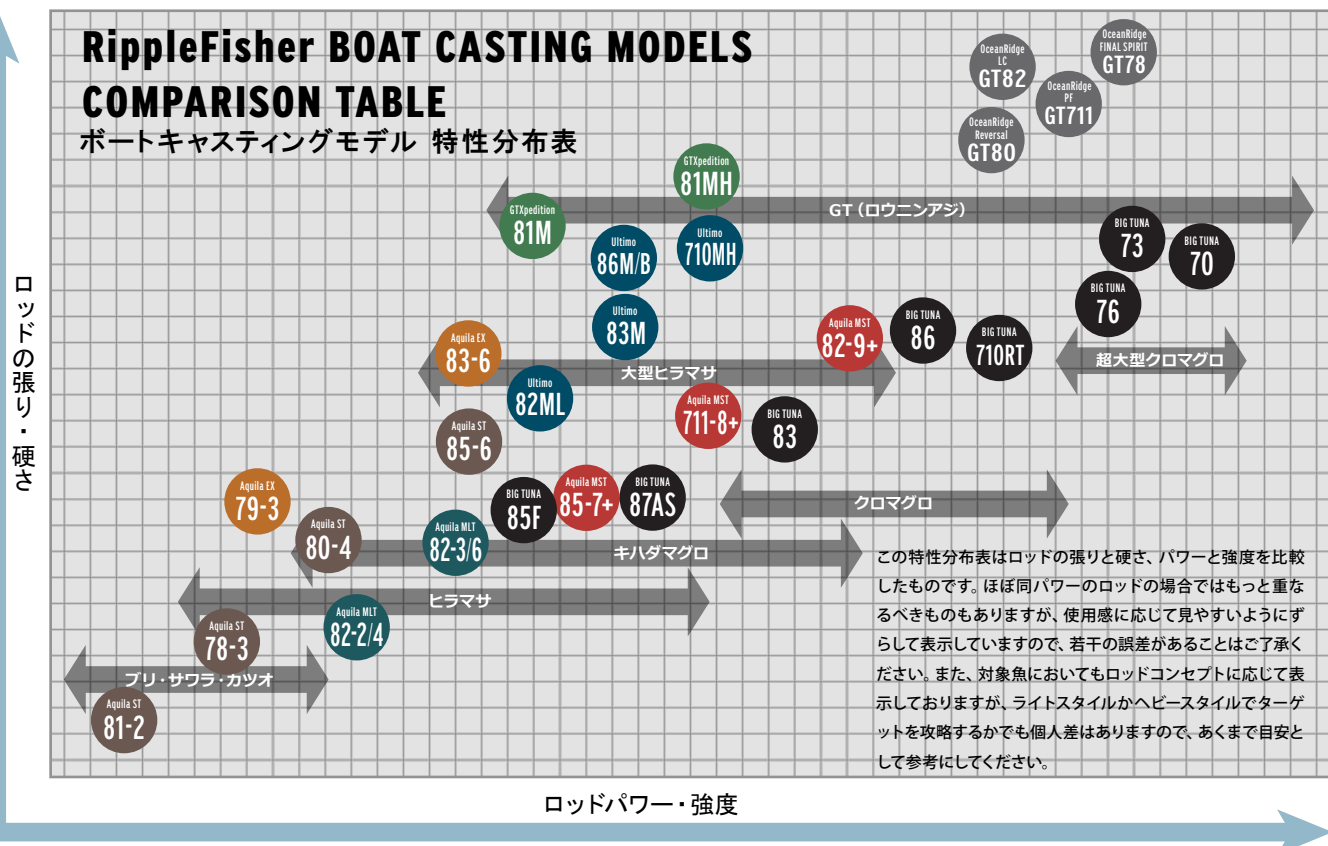 RippleFisher BOAT CASTING MODELS
COMPARISON TABLE
ボートキャスティングモデル 特性分布表
OceanRidge
LC
GT82
OceanRidge
FINAL SPIRIT
GT78
OceanRidge
PF
GT711
OceanRidge
Reversal
GT80
GTXpedition
81MH
GTXpedition
81M
GT（ロウニンアジ）
Ultimo
86M/B
Ultimo
710MH
BIG TUNA
73
BIG TUNA
70
BIG TUNA
76
Ultimo
83M
Aquila MST
82-9+
BIG TUNA
86
BIG TUNA
710RT
超大型クロマグロ
Aquila EX
83-6
大型ヒラマサ
Ultimo
82ML
Aquila ST
85-6
Aquila MST
711-8+
BIG TUNA
83
Aquila EX
79-3
BIG TUNA
85F
Aquila MST
85-7+
BIG TUNA
87AS
クロマグロ
Aquila ST
80-4
Aquila MLT
82-3/6
キハダマグロ
ヒラマサ
Aquila ST
78-3
Aquila MLT
82-2/4
ブリ・サワラ・カツオ
Aquila ST
81-2
この特性分布表はロッドの張りと硬さ、パワーと強度を比較
したものです。ほぼ同パワーのロッドの場合ではもっと重な
るべきものもありますが、使用感に応じて見やすいようにず
らして表示していますので、若干の誤差があることはご了承く
ださい。また、対象魚においてもロッドコンセプトに応じて表
示しておりますが、ライトスタイルかヘビースタイルでターゲ
ットを攻略するかでも個人差はありますので、あくまで目安と
して参考にしてください。
ロッドの張り・硬さ
ロッドパワー・強度